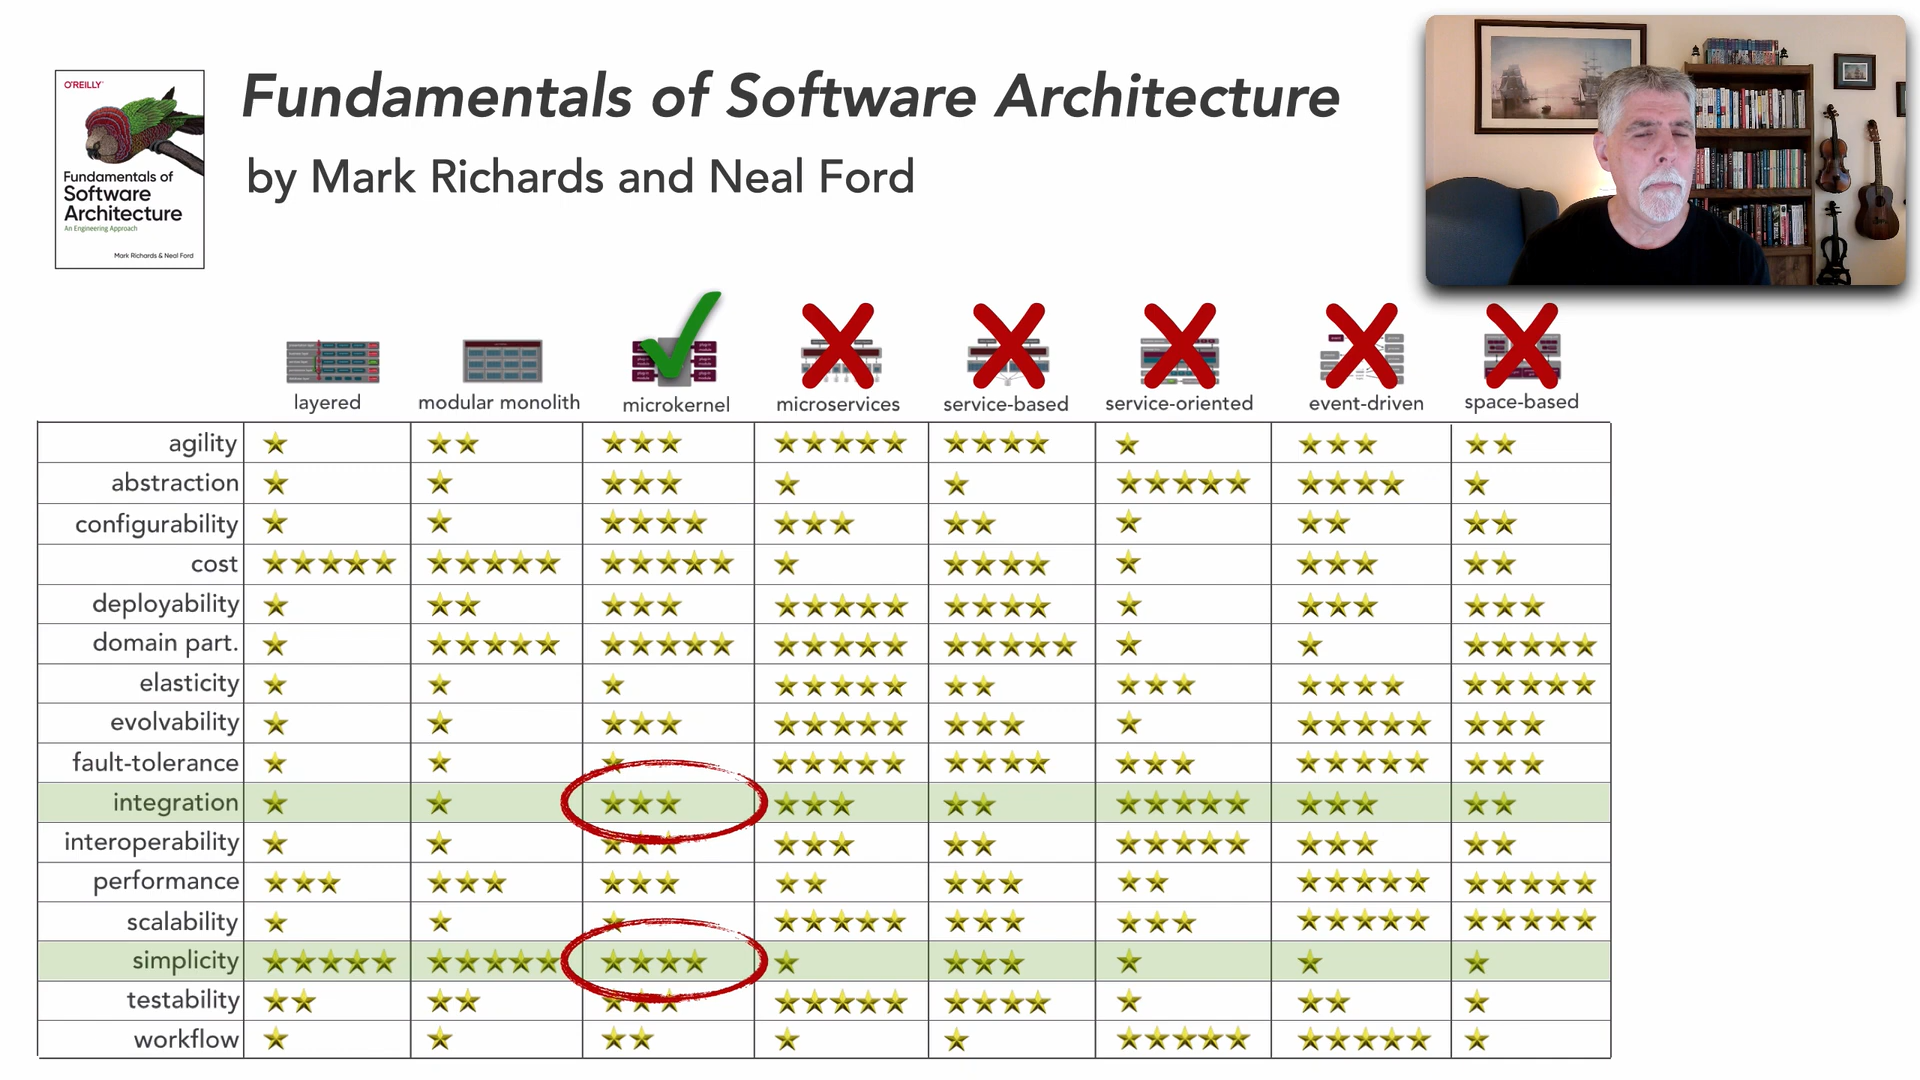 O'REILLY
Fundamentals of
Software
Architecture
An Engineering Approach
Mark Richards & Neal Ford
Fundamentals of Software Architecture
by Mark Richards and Neal Ford
layered
modular monolith
microkernel
microservices
service-based
service-oriented
event-driven
space-based
agility
abstraction
configurability
cost
deployability
domain part.
elasticity
evolvability
fault-tolerance
integration
interoperability
performance
scalability
simplicity
testability
workflow